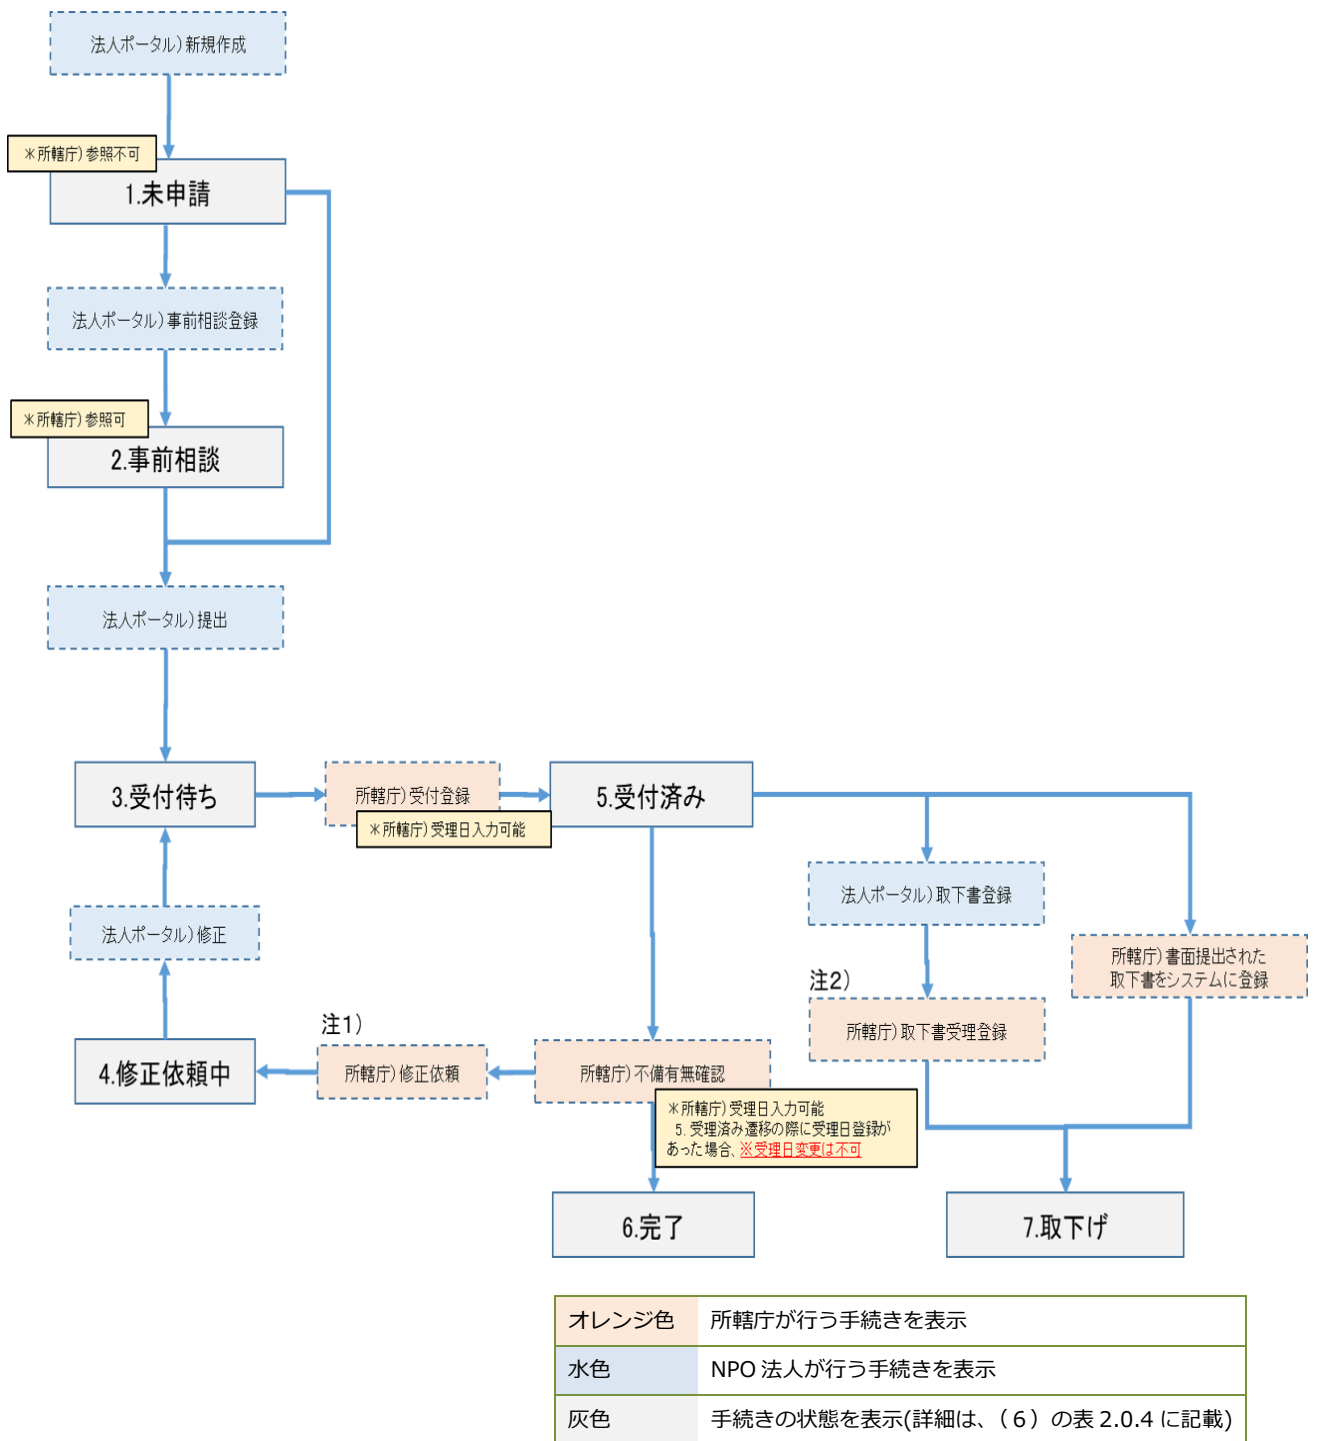 法人ポータル)新規作成
＊所轄庁)参照不可
1.未申請
法人ポータル)事前相談登録
＊所轄庁)参照可
2.事前相談
法人ポータル)提出
3.受付待ち
所轄庁)受付登録
＊所轄庁)受理日入力可能
5.受付済み
法人ポータル)取下書登録
所轄庁)書面提出された
取下書をシステムに登録
法人ポータル)修正
注2)
所轄庁)取下書受理登録
注1)
4.修正依頼中
所轄庁)修正依頼
所轄庁)不備有無確認
＊所轄庁)受理日入力可能
5. 受理済み遷移の際に受理日登録が
あった場合、※受理日変更は不可
6.完了
7.取下げ
オレンジ色 所轄庁が行う手続きを表示
水色 NPO 法人が行う手続きを表示
灰色 手続きの状態を表示(詳細は、（６）の表 2.0.4 に記載)